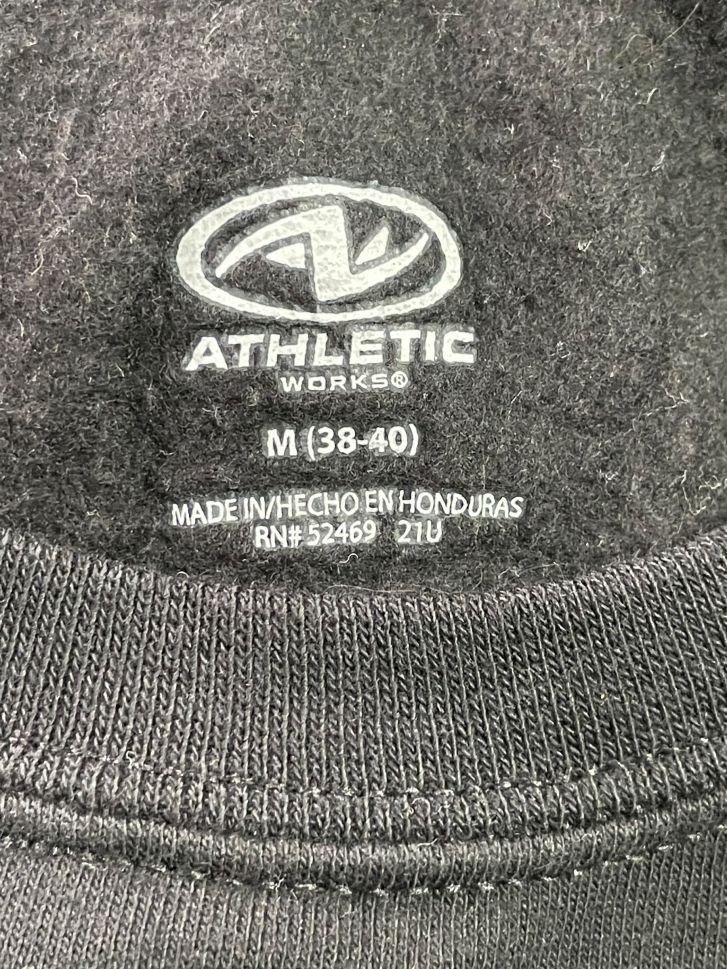 ATHLETIC
WORKS®
M (38-40)
MADE IN/HECHO EN HONDURAS
RN# 52469 21U